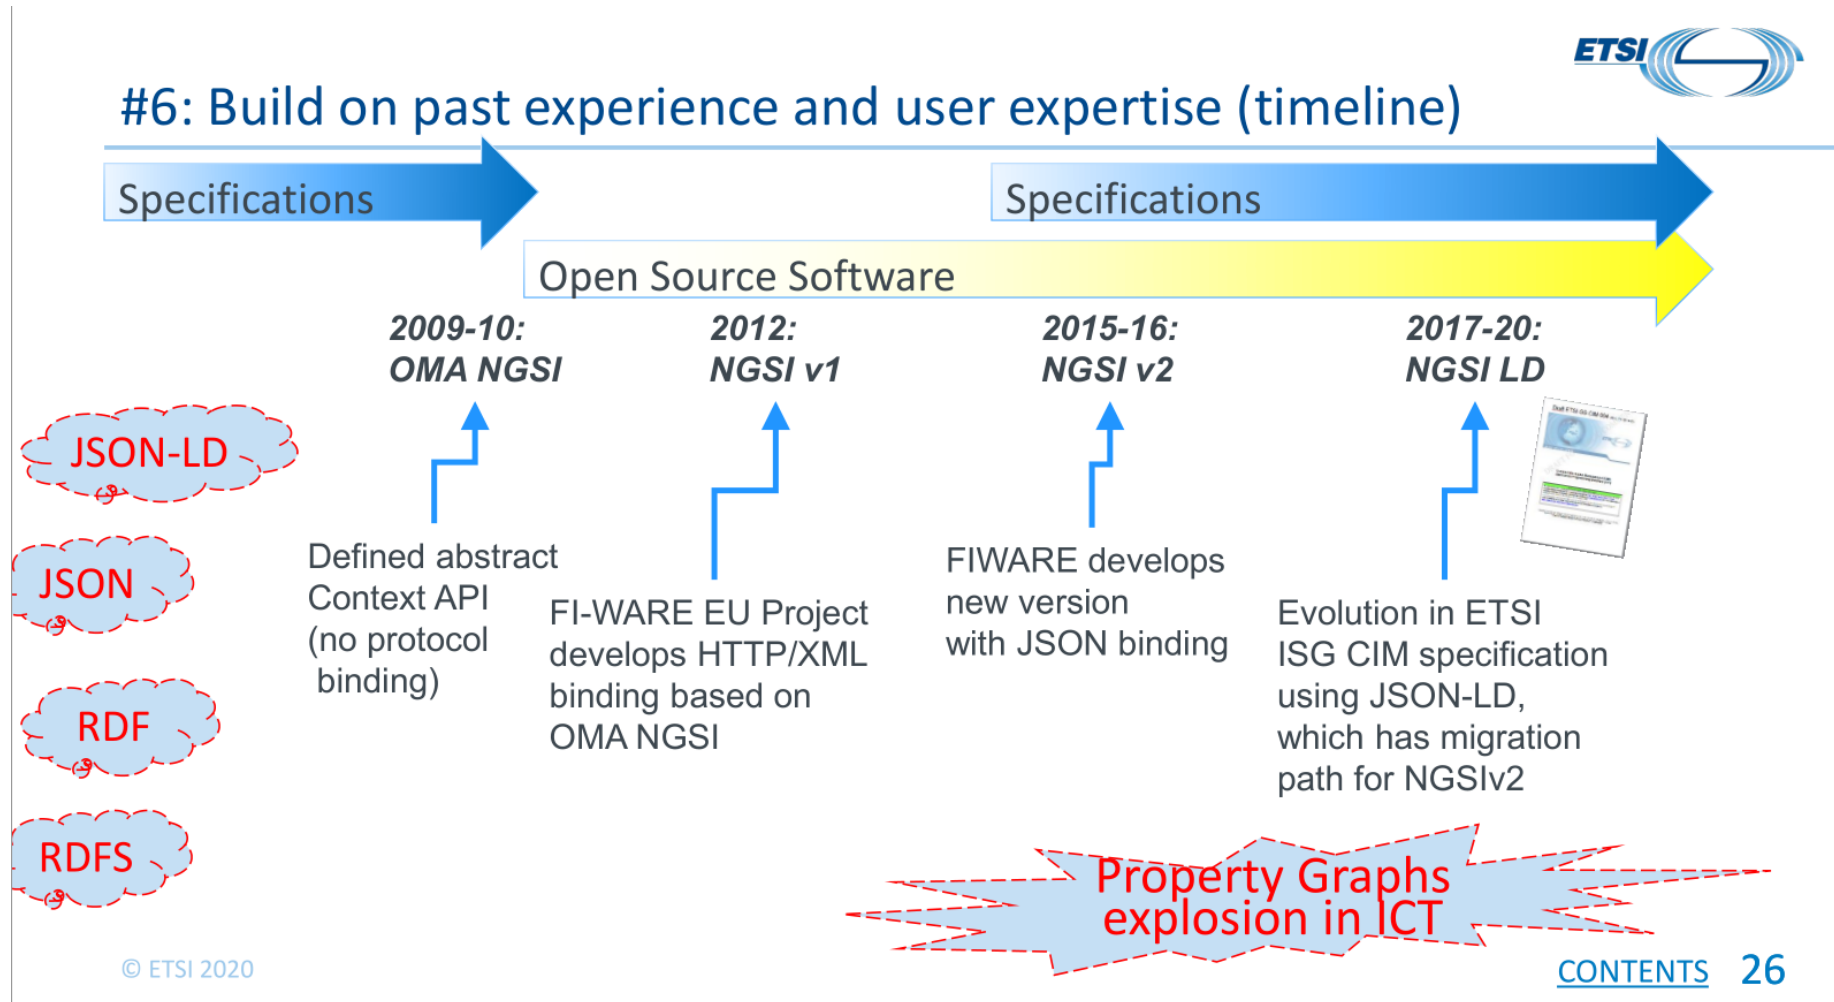 ETSI
#6: Build on past experience and user expertise (timeline)
Specifications
Specifications
Open Source Software
2009-10:
OMA NGSI
2012:
NGSI v1
2015-16:
NGSI v2
2017-20:
NGSI LD
JSON-LD
JSON
RDF
RDFS
Defined abstract
Context API
(no protocol
binding)
FI-WARE EU Project
develops HTTP/XML
binding based on
OMA NGSI
FIWARE develops
new version
with JSON binding
Evolution in ETSI
ISG CIM specification
using JSON-LD,
which has migration
path for NGSIv2
Property Graphs
explosion in ICT
© ETSI 2020
CONTENTS
26